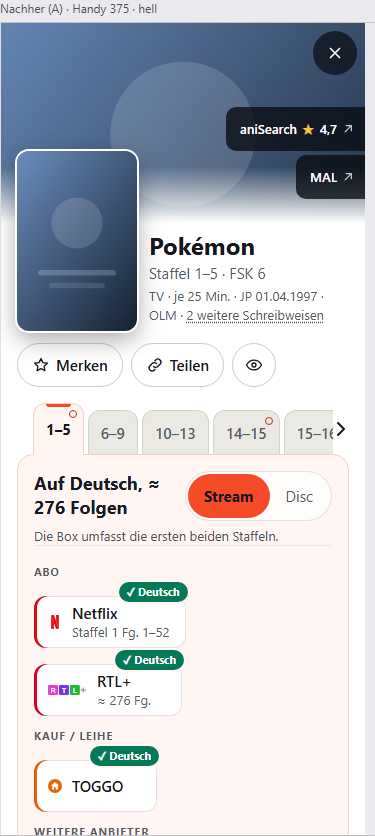 Nachher (A) · Handy 375 · hell
aniSearch ★ 4,7 ↗
MAL ↗
Pokémon
Staffel 1–5 · FSK 6
TV · je 25 Min. · JP 01.04.1997 ·
OLM · 2 weitere Schreibweisen
Merken
Teilen
1–5
6–9
10–13
14–15
15–16
Auf Deutsch, ≈
276 Folgen
Stream
Disc
Die Box umfasst die ersten beiden Staffeln.
ABO
✓ Deutsch
Netflix
Staffel 1 Fg. 1–52
✓ Deutsch
RTL+
RTL+
≈ 276 Fg.
KAUF / LEIHE
✓ Deutsch
TOGGO
WEITERE ANBIETER